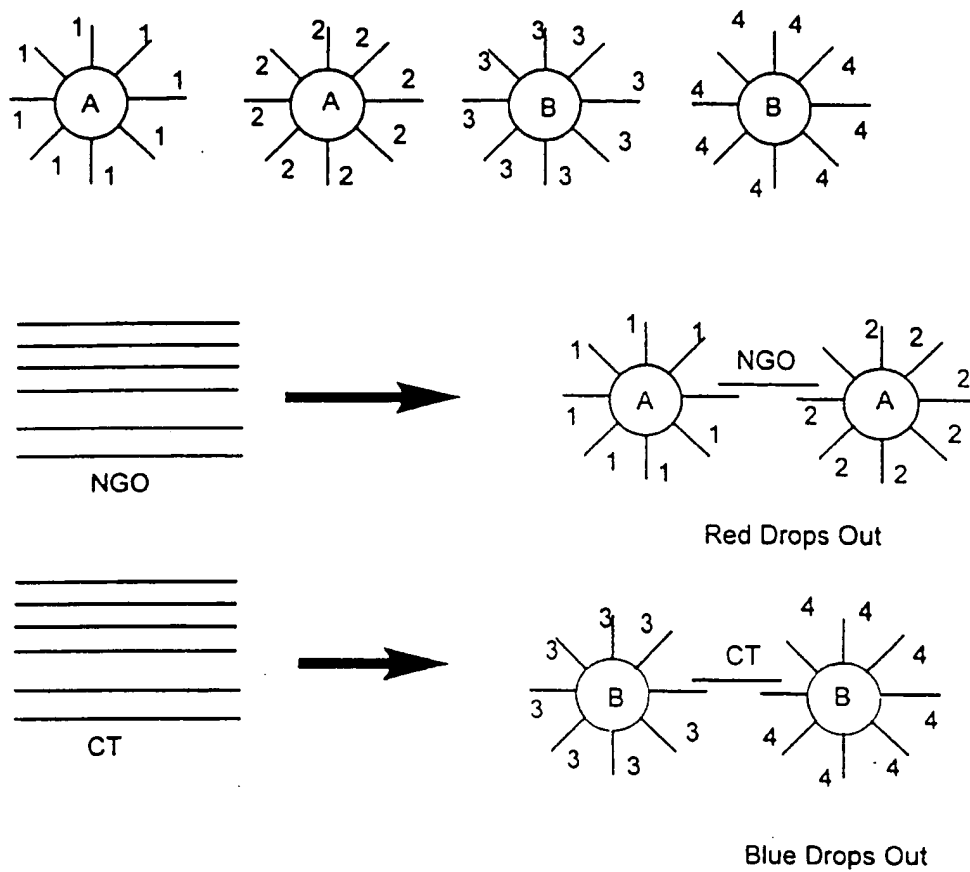 1 1 1 1 A 1 1 1 1
2 2 2 2 A 2 2 2 2
3 3 3 3 B 3 3 3 3
4 4 4 4 B 4 4 4 4
NGO
1 1 1 A 1 1 1 1
NGO
2 2 2 A 2 2 2 2
Red Drops Out
CT
3 3 3 B 3 3 3 3
CT
4 4 4 B 4 4 4 4
Blue Drops Out